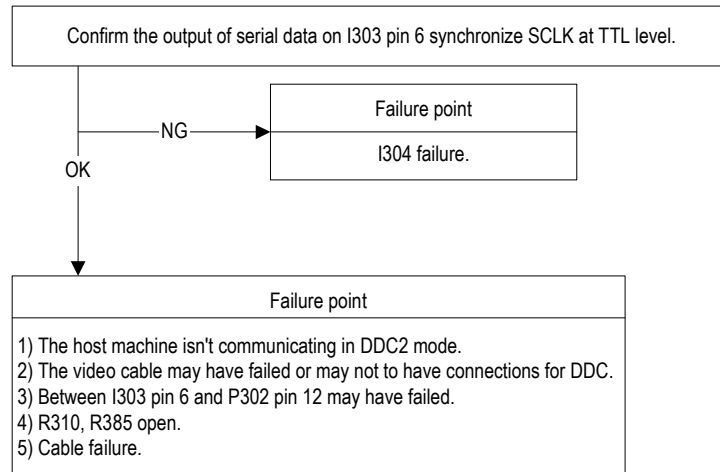 Confirm the output of serial data on I303 pin 6 synchronize SCLK at TTL level.
Failure point
NG
I304 failure.
OK
Failure point
1) The host machine isn't communicating in DDC2 mode.
2) The video cable may have failed or may not to have connections for DDC.
3) Between I303 pin 6 and P302 pin 12 may have failed.
4) R310, R385 open.
5) Cable failure.